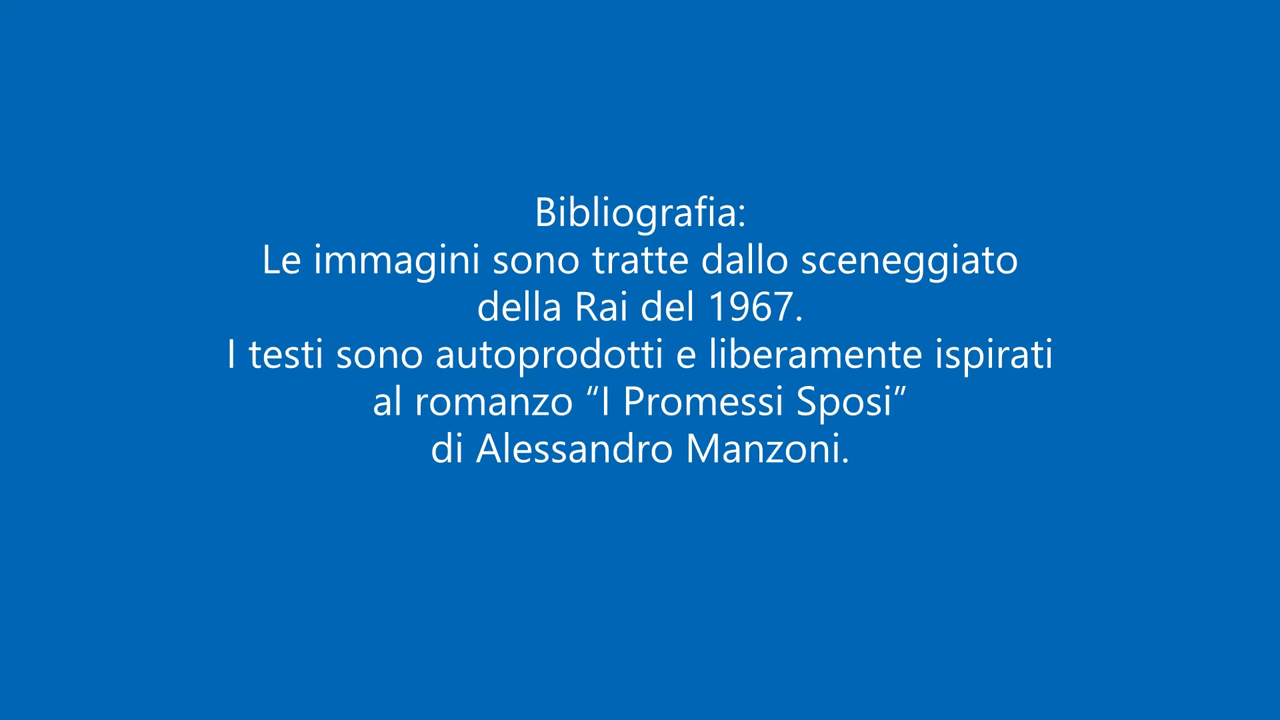 Bibliografia:
Le immagini sono tratte dallo sceneggiato
della Rai del 1967.
I testi sono autoprodotti e liberamente ispirati
al romanzo “I Promessi Sposi”
di Alessandro Manzoni.